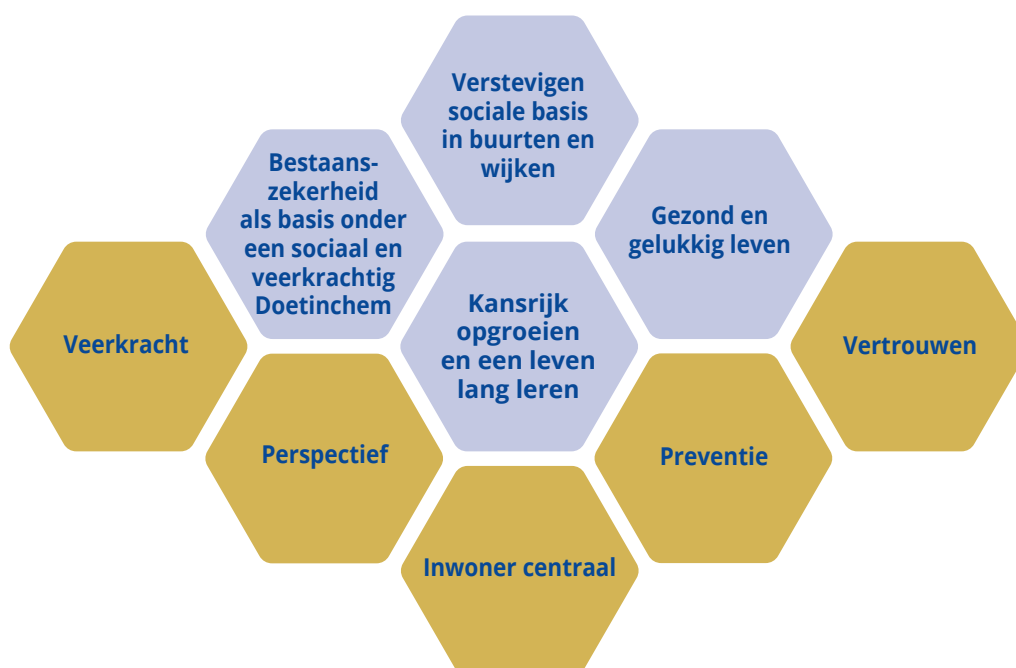 Verstevigen
sociale basis
in buurten en
wijken
Bestaans-
zekerheid
als basis onder
een sociaal en
veerkrachtig
Doetinchem
Gezond en
gelukkig leven
Kansrijk
opgroeien
en een leven
lang leren
Veerkracht
Vertrouwen
Perspectief
Preventie
Inwoner centraal